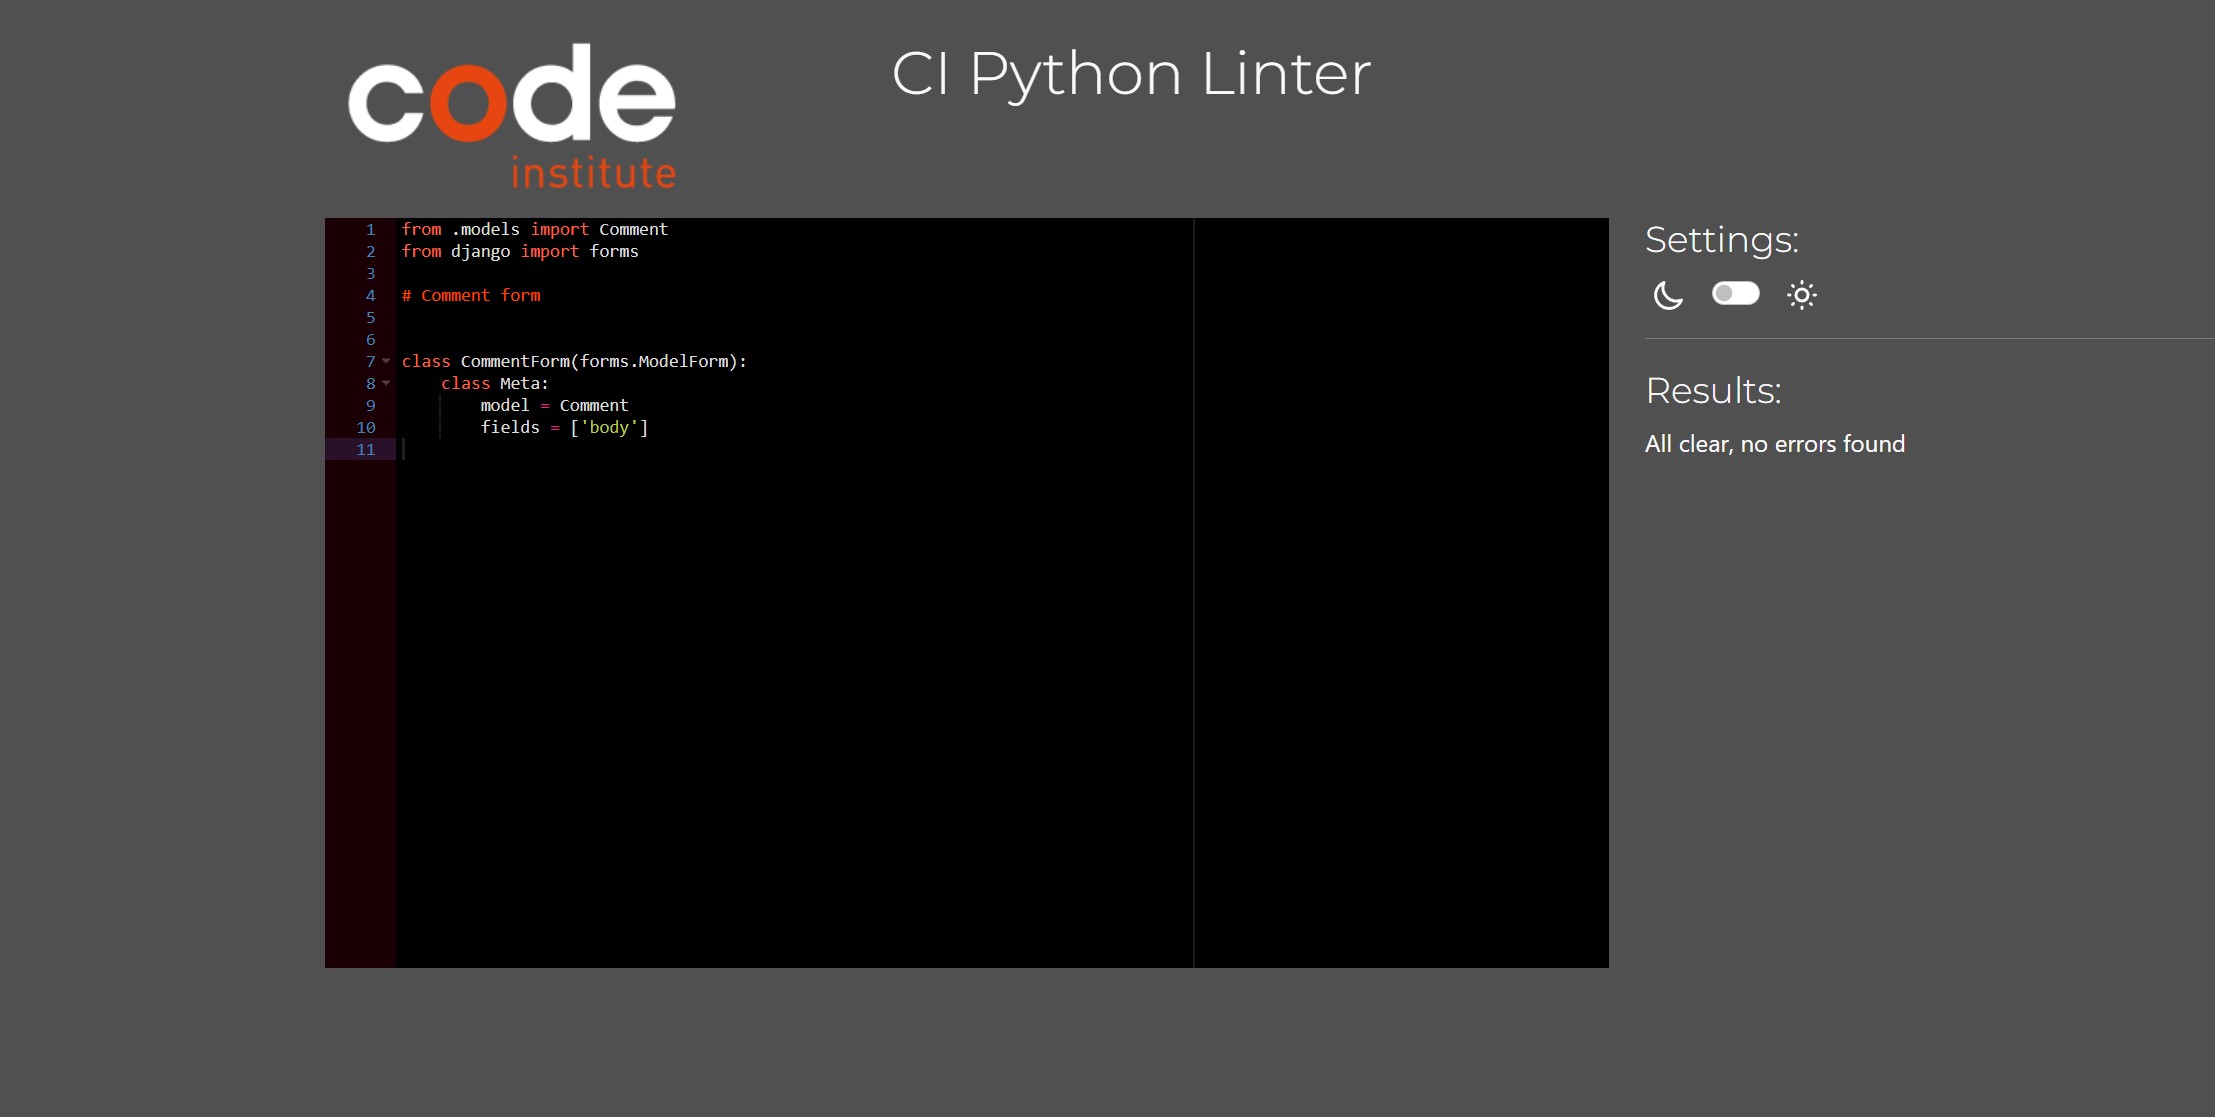 code
institute
CI Python Linter
1 from .models import Comment
2 from django import forms
3
4 # Comment form
5
6
7 class CommentForm(forms.ModelForm):
8     class Meta:
9         model = Comment
10         fields = ['body']
11
Settings:
Results:
All clear, no errors found